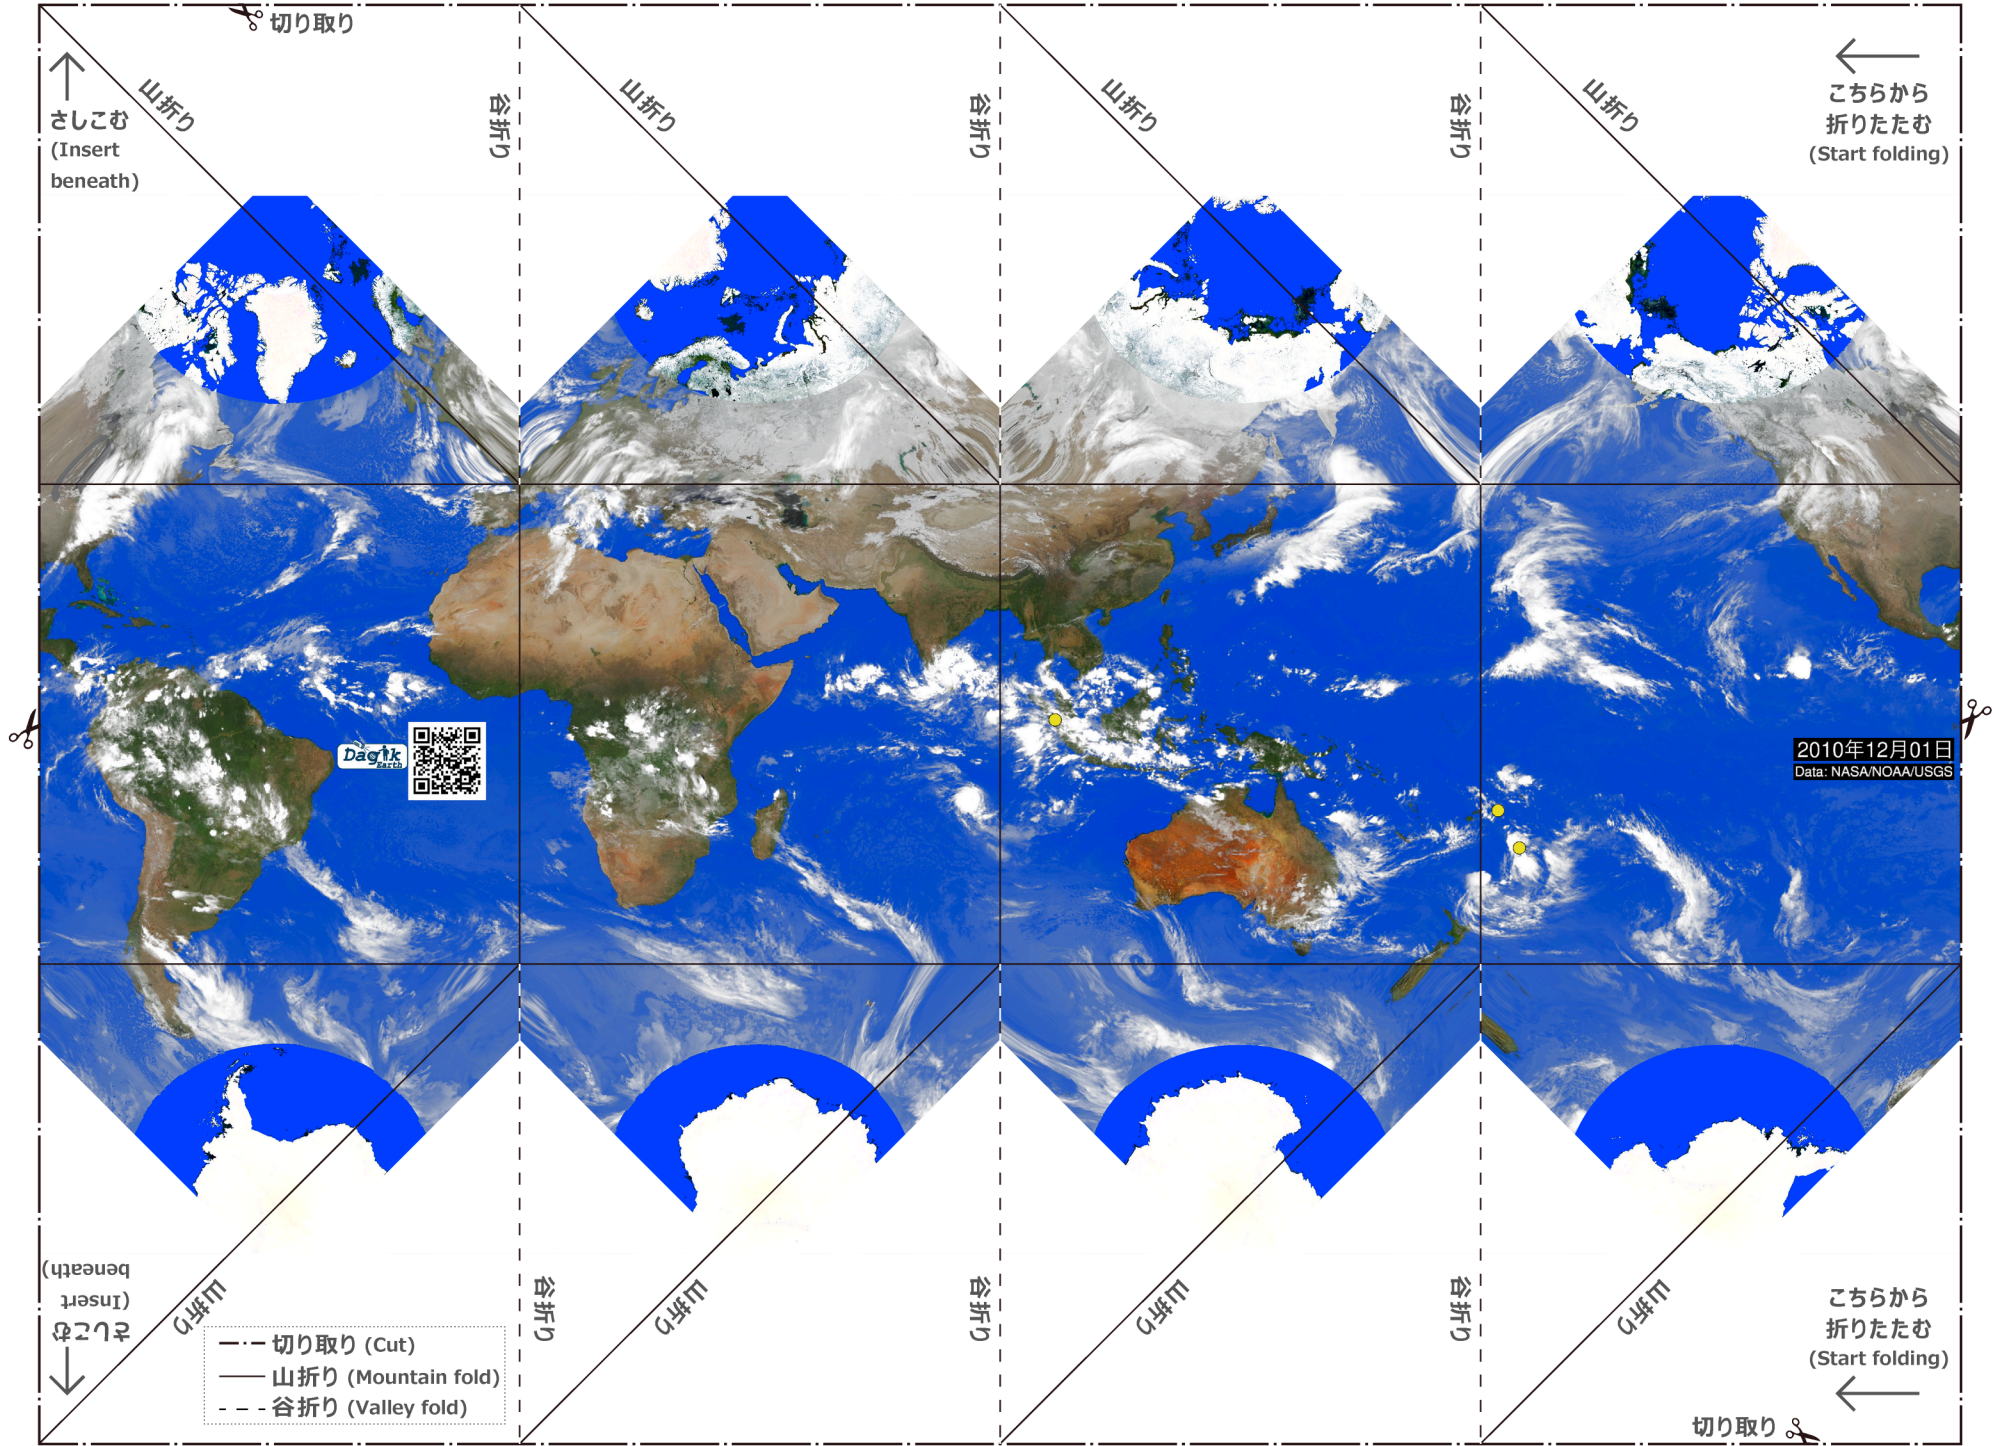 切り取り
さしこむ
(Insert
beneath)
山折り
谷折り
山折り
谷折り
山折り
谷折り
山折り
こちらから
折りたたむ
(Start folding)
Dagik
Earth
2010年12月01日
Data: NASA/NOAA/USGS
さしこむ
(Insert
beneath)
山折り
谷折り
山折り
谷折り
山折り
谷折り
山折り
こちらから
折りたたむ
(Start folding)
切り取り (Cut)
山折り (Mountain fold)
谷折り (Valley fold)
切り取り